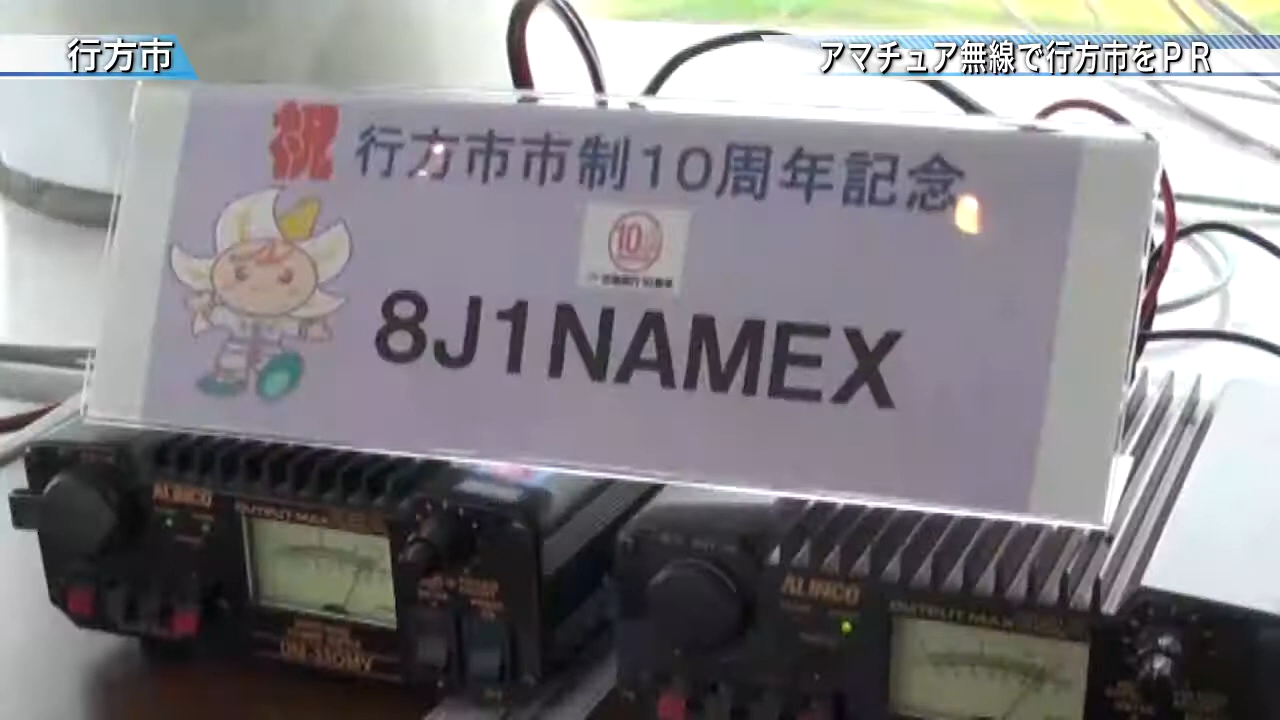 行方市
アマチュア無線で行方市をPR
祝 行方市市制10周年記念
10
8J1NAMEX
ALINCO
OUTPUT MAX
DM-330MV
ALINCO
OUTPUT MAX